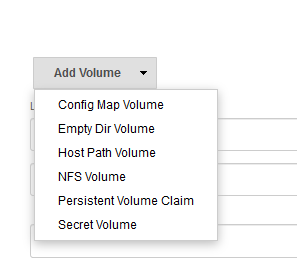 Add Volume
Config Map Volume
Empty Dir Volume
Host Path Volume
NFS Volume
Persistent Volume Claim
Secret Volume